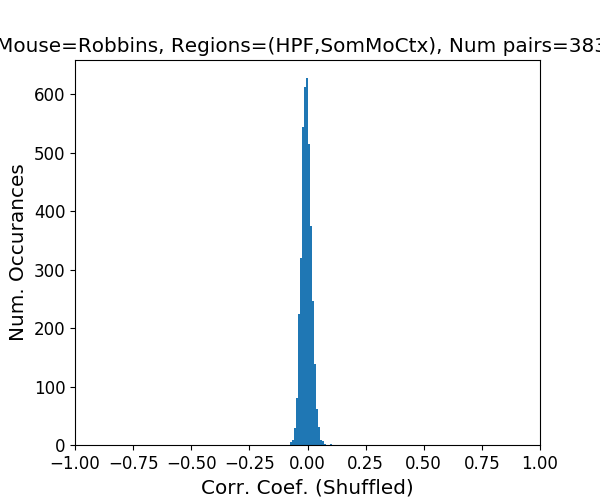 Mouse=Robbins, Regions=(HPF,SomMoCtx), Num pairs=383
600
500
400
300
200
100
0
Num. Occurances
−1.00 −0.75 −0.50 −0.25 0.00 0.25 0.50 0.75 1.00
Corr. Coef. (Shuffled)